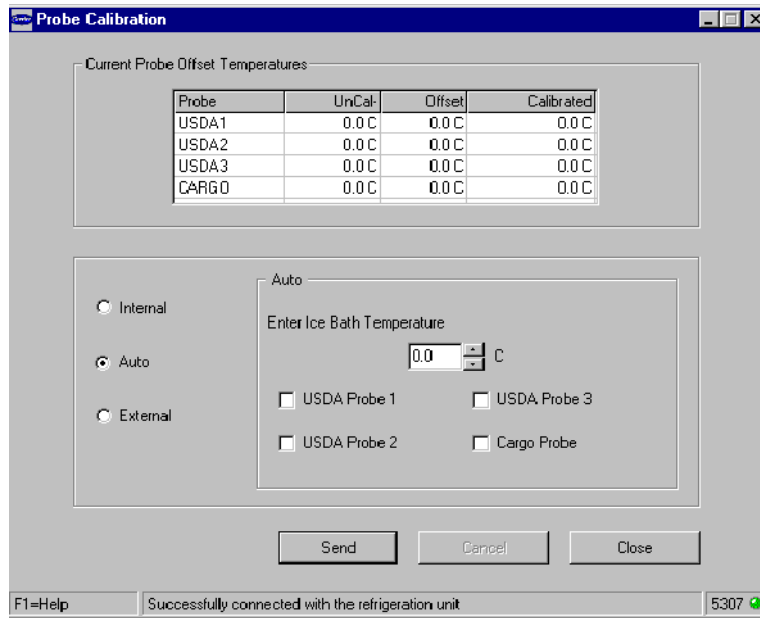 Probe Calibration
Current Probe Offset Temperatures
Probe UnCal- Offset Calibrated
USDA1 0.0 C 0.0 C 0.0 C
USDA2 0.0 C 0.0 C 0.0 C
USDA3 0.0 C 0.0 C 0.0 C
CARGO 0.0 C 0.0 C 0.0 C
Auto
Internal
Enter Ice Bath Temperature
0.0 C
Auto
USDA Probe 1 USDA Probe 3
External
USDA Probe 2 Cargo Probe
Send Cancel Close
F1=Help Successfully connected with the refrigeration unit 5307